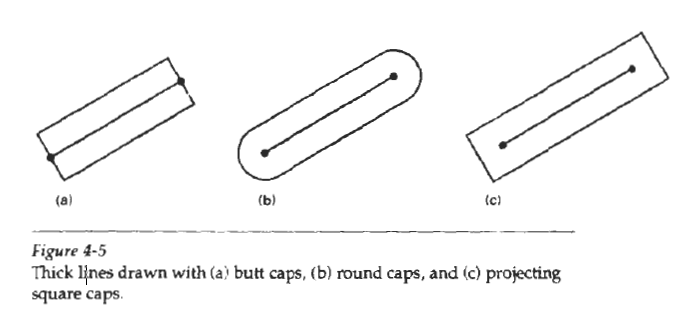 (a)
(b)
(c)
Figure 4-5
Thick lines drawn with (a) butt caps, (b) round caps, and (c) projecting
square caps.